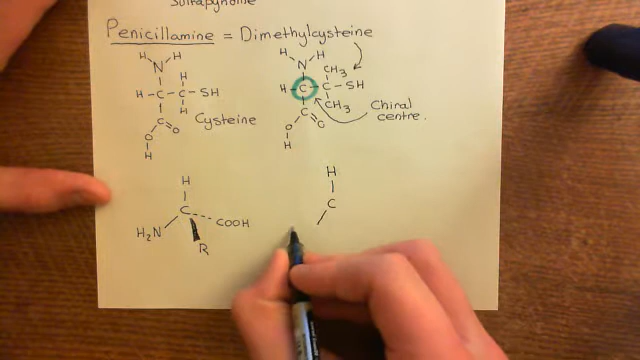 Penicillamine = Dimethylcysteine
H H
N
H
H - C - C - SH
H
C
O
O
H
Cysteine
H H
N
CH3
H - C - C - SH
CH3
C
O
O
H
Chiral
centre.
H
C
COOH
H2N
R
H
C